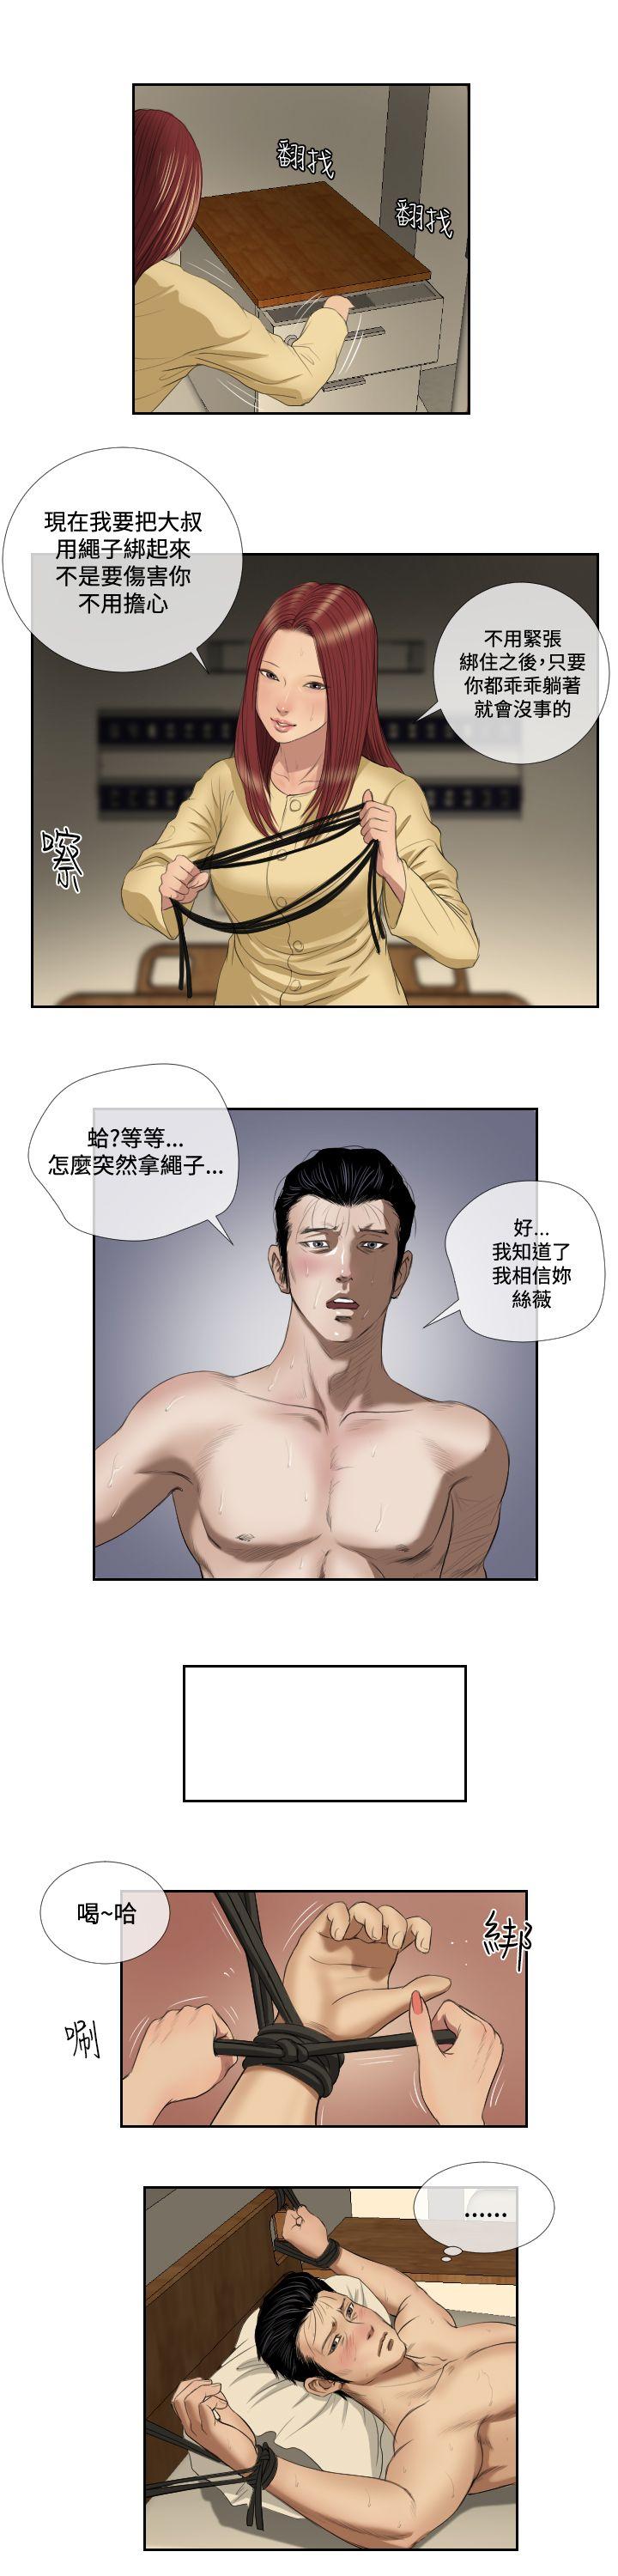 翻找
翻找
現在我要把大叔
用繩子綁起來
不是要傷害你
不用擔心
不用緊張
綁住之後,只要
你都乖乖躺著
就會沒事的
嚓
蛤?等等...
怎麼突然拿繩子...
好...
我知道了
我相信妳
絲薇
喝~哈
綁
唰
......